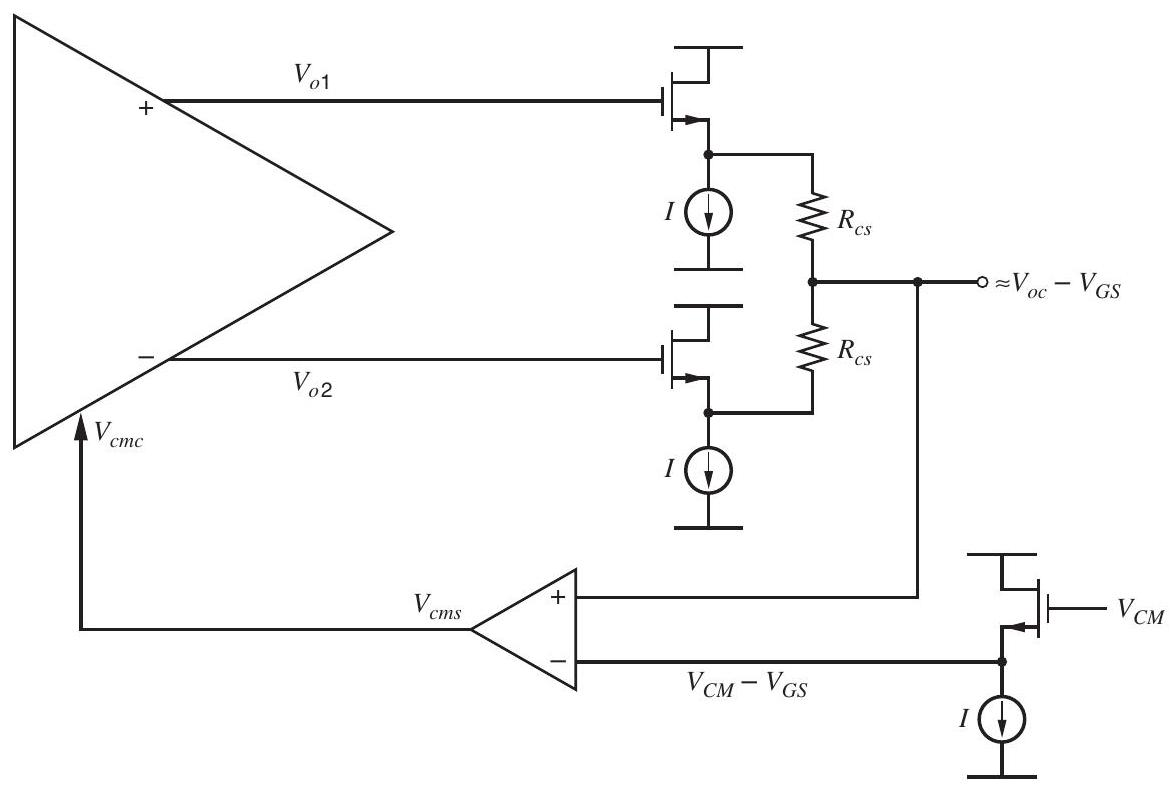 +
V_{o1}
I
R_{cs}
≈V_{oc} − V_{GS}
−
V_{o2}
R_{cs}
V_{cmc}
I
V_{cms}
+
−
V_{CM}
V_{CM} − V_{GS}
I